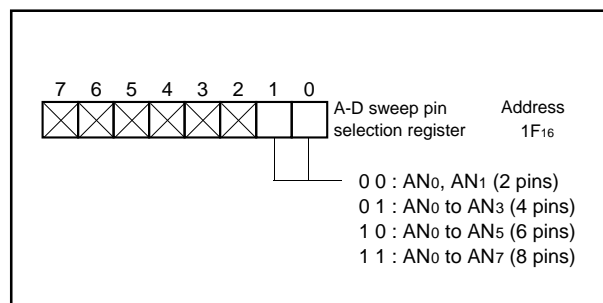 7 6 5 4 3 2 1 0
A-D sweep pin Address
selection register 1F16
0 0 : AN0, AN1 (2 pins)
0 1 : AN0 to AN3 (4 pins)
1 0 : AN0 to AN5 (6 pins)
1 1 : AN0 to AN7 (8 pins)